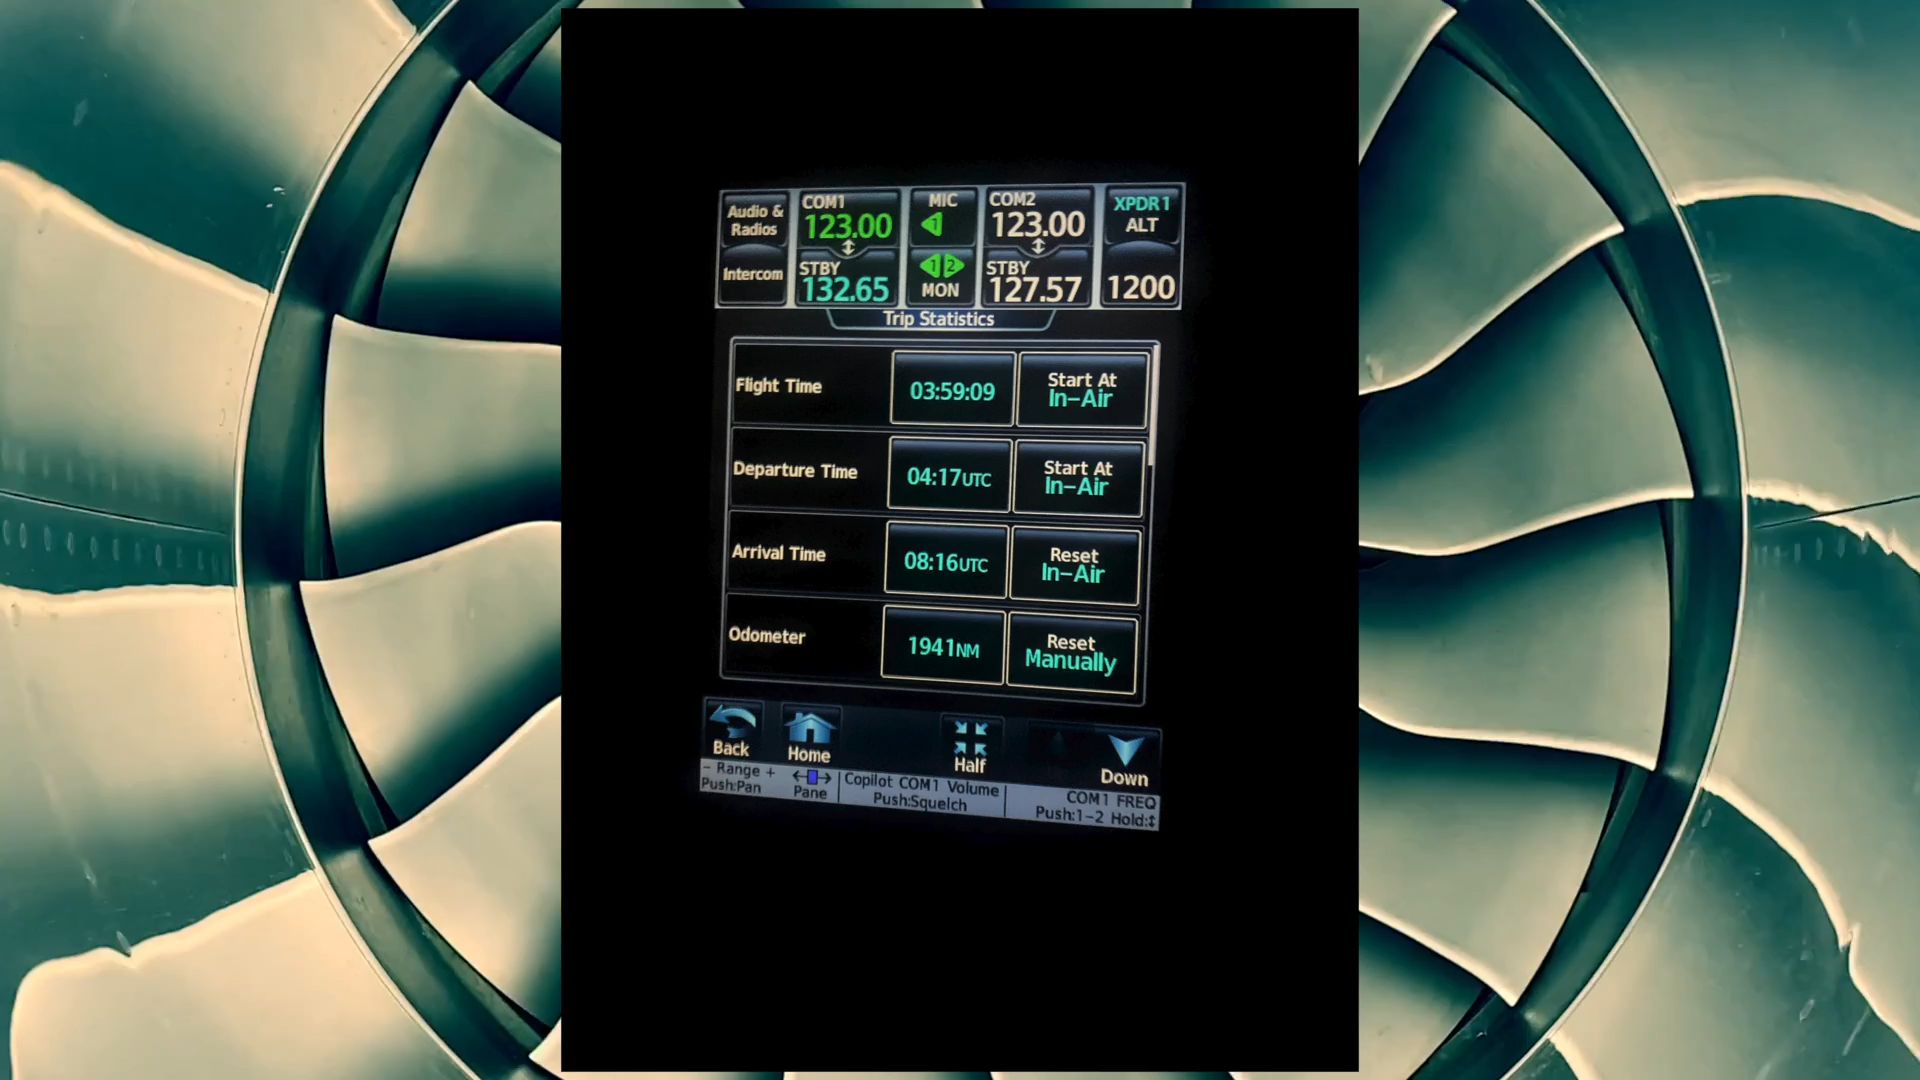 Audio &
Radios
Intercom
COM1
123.00
STBY
132.65
MIC
1
1 2
MON
COM2
123.00
STBY
127.57
XPDR1
ALT
1200
Trip Statistics
Flight Time
03:59:09
Start At
In-Air
Departure Time
04:17UTC
Start At
In-Air
Arrival Time
08:16UTC
Reset
In-Air
Odometer
1941NM
Reset
Manually
Back
Home
Half
Down
- Range +
Push:Pan
Pane
Copilot COM1 Volume
Push:Squelch
COM1 FREQ
Push:1-2 Hold:↕